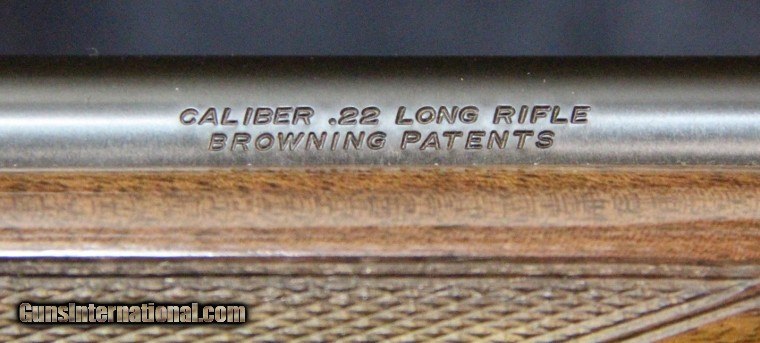 CALIBER .22 LONG RIFLE
BROWNING PATENTS
GunsInternational.com